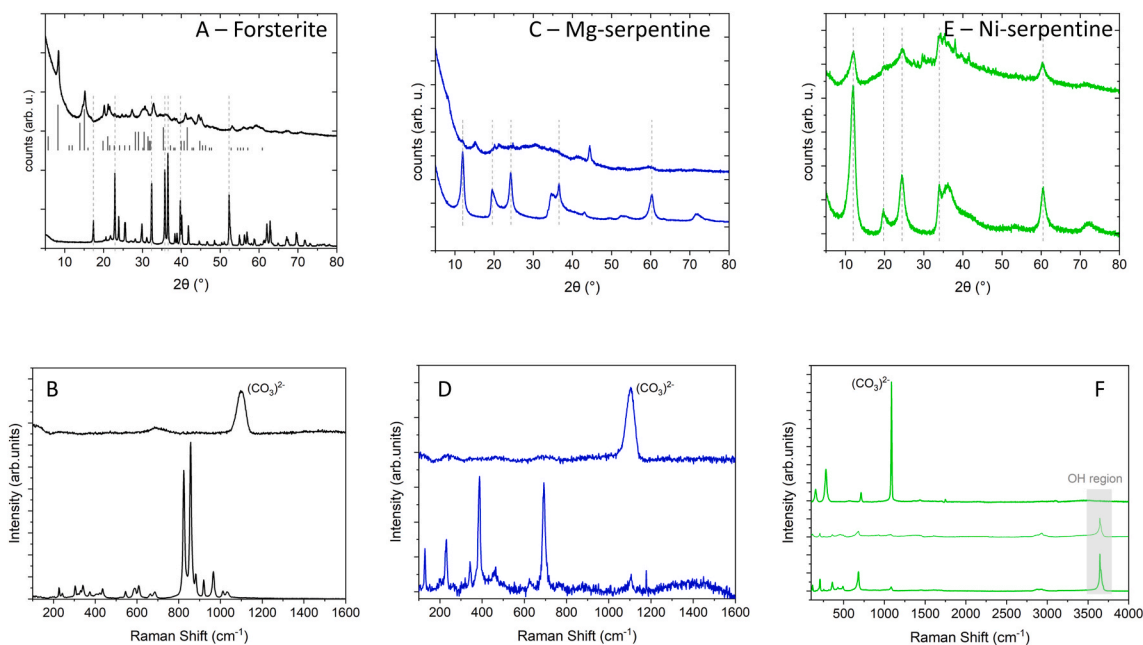 A – Forsterite
counts (arb. u.)
10 20 30 40 50 60 70 80
2θ (°)
C – Mg-serpentine
counts (arb. u.)
10 20 30 40 50 60 70 80
2θ (°)
E – Ni-serpentine
counts (arb. u.)
10 20 30 40 50 60 70 80
2θ (°)
B
(CO₃)²⁻
Intensity (arb.units)
200 400 600 800 1000 1200 1400 1600
Raman Shift (cm⁻¹)
D
(CO₃)²⁻
Intensity (arb.units)
200 400 600 800 1000 1200 1400 1600
Raman Shift (cm⁻¹)
(CO₃)²⁻
F
OH region
Intensity (arb.units)
500 1000 1500 2000 2500 3000 3500 4000
Raman Shift (cm⁻¹)